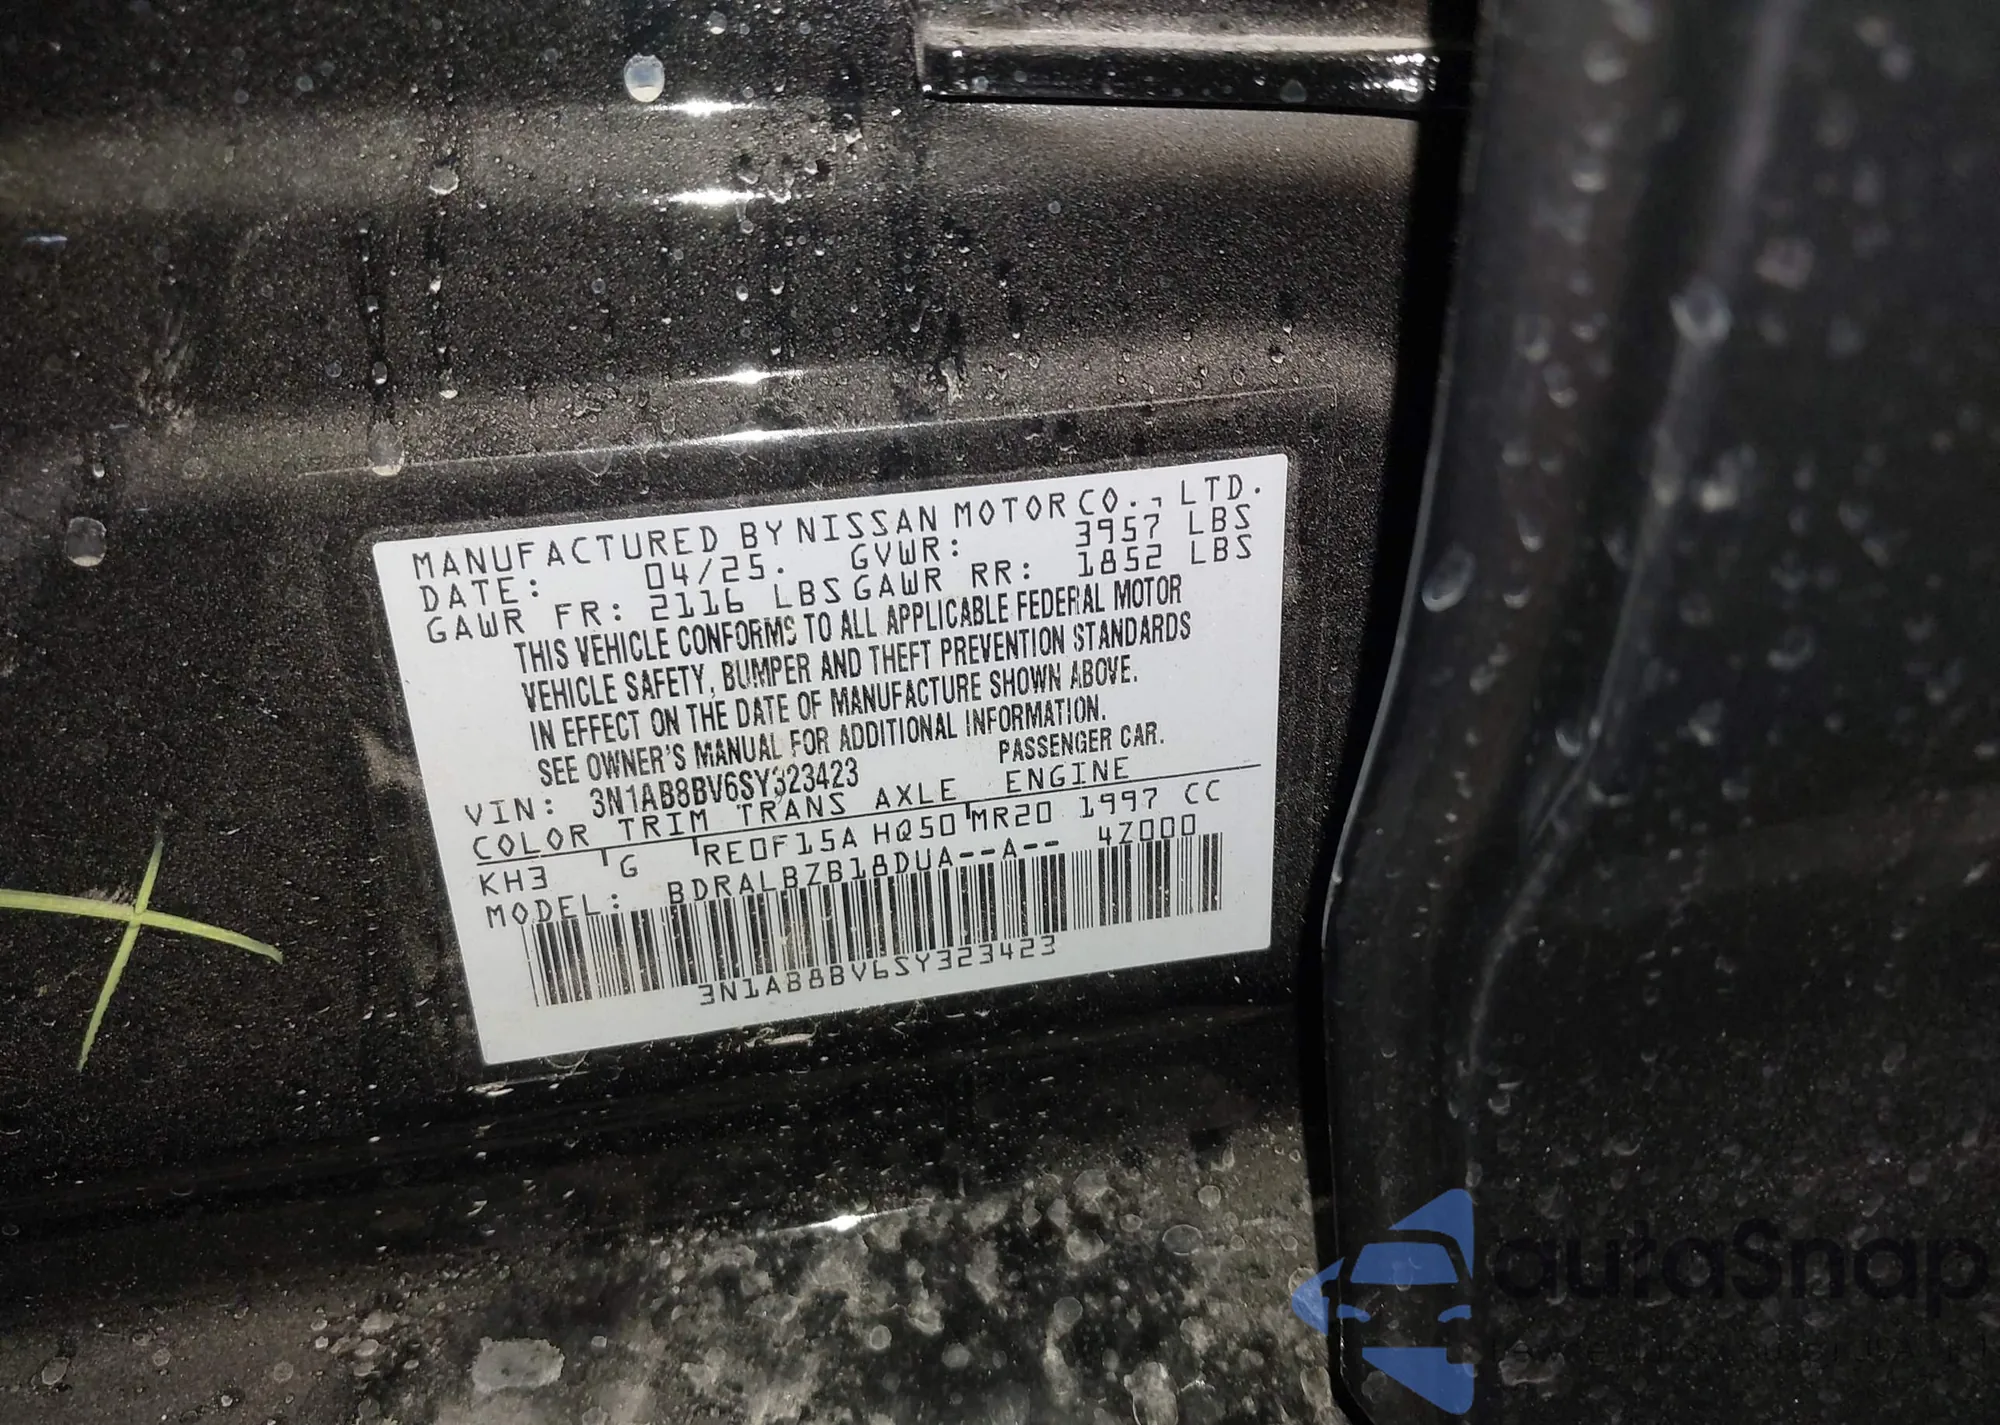 MANUFACTURED BY NISSAN MOTOR CO., LTD.
DATE: 04/25. GVWR: 3957 LBS
GAWR FR: 2116 LBS GAWR RR: 1852 LBS
THIS VEHICLE CONFORMS TO ALL APPLICABLE FEDERAL MOTOR
VEHICLE SAFETY, BUMPER AND THEFT PREVENTION STANDARDS
IN EFFECT ON THE DATE OF MANUFACTURE SHOWN ABOVE.
SEE OWNER'S MANUAL FOR ADDITIONAL INFORMATION.
PASSENGER CAR.
VIN: 3N1AB8BV6SY323423
COLOR TRIM TRANS AXLE ENGINE
KH3 G RE0F15A HQ50 MR20 1997 CC
MODEL: BDRALBZB18DUA--A-- 4Z000
3N1AB8BV6SY323423
autoSnap